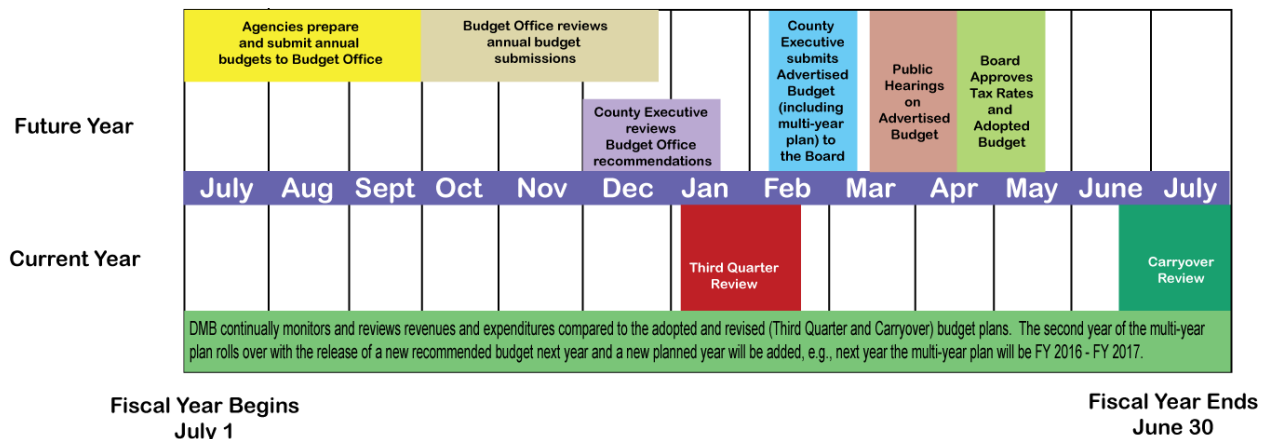 Agencies prepare
and submit annual
budgets to Budget Office
Budget Office reviews
annual budget
submissions
County Executive
reviews
Budget Office
recommendations
County
Executive
submits
Advertised
Budget
(including
multi-year
plan) to
the Board
Public
Hearings
on
Advertised
Budget
Board
Approves
Tax Rates
and
Adopted
Budget
Future Year
July Aug Sept Oct Nov Dec Jan Feb Mar Apr May June July
Current Year
Third Quarter
Review
Carryover
Review
DMB continually monitors and reviews revenues and expenditures compared to the adopted and revised (Third Quarter and Carryover) budget plans. The second year of the multi-year
plan rolls over with the release of a new recommended budget next year and a new planned year will be added, e.g., next year the multi-year plan will be FY 2016 - FY 2017.
Fiscal Year Begins
July 1
Fiscal Year Ends
June 30